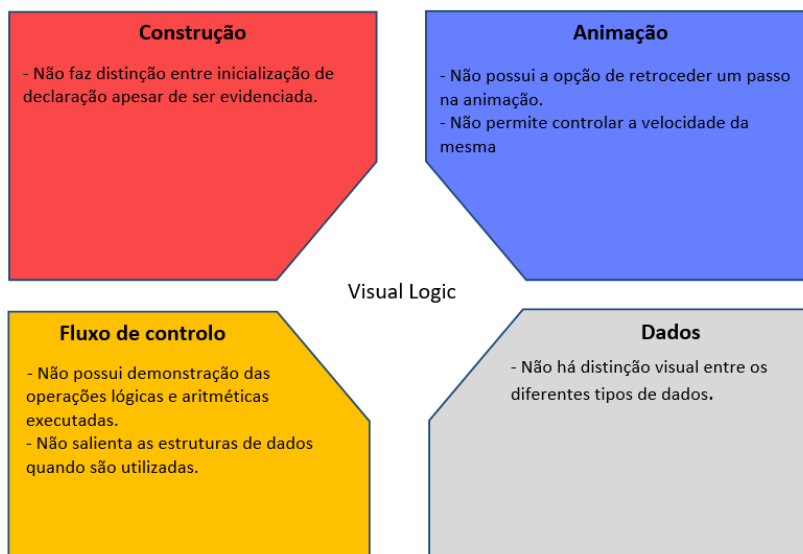 Construção
- Não faz distinção entre inicialização de
declaração apesar de ser evidenciada.
Animação
- Não possui a opção de retroceder um passo
na animação.
- Não permite controlar a velocidade da
mesma
Visual Logic
Fluxo de controlo
- Não possui demonstração das
operações lógicas e aritméticas
executadas.
- Não salienta as estruturas de dados
quando são utilizadas.
Dados
- Não há distinção visual entre os
diferentes tipos de dados.